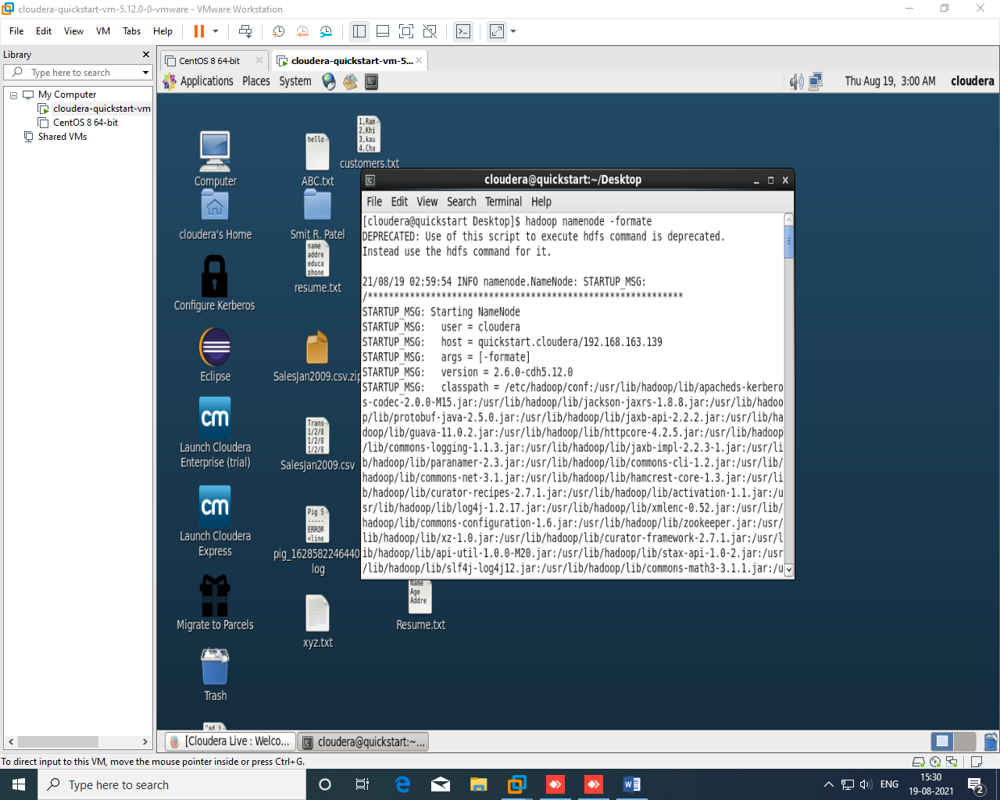 cloudera-quickstart-vm-5.12.0-0-vmware - VMware Workstation
File Edit View VM Tabs Help
Library
Type here to search
My Computer
cloudera-quickstart-vm
CentOS 8 64-bit
Shared VMs
CentOS 8 64-bit
cloudera-quickstart-vm-5...
Applications Places System
Thu Aug 19, 3:00 AM cloudera
Computer
cloudera's Home
Configure Kerberos
Eclipse
cm
Launch Cloudera
Enterprise (trial)
cm
Launch Cloudera
Express
Migrate to Parcels
Trash
"ad i
hello
ABC.txt
Smit R. Patel
name
addre
educa
phone
resume.txt
SalesJan2009.csv.zip
Trans
1/2/0
1/2/0
1/2/0
SalesJan2009.csv
Pig S
-----
ERROR
<line
pig_1628582246440.
log
xyz.txt
1,Ram
2,Khi
3,kau
4.Cha
customers.txt
Name
Age
Addre
Resume.txt
cloudera@quickstart:~/Desktop
File Edit View Search Terminal Help
[cloudera@quickstart Desktop]$ hadoop namenode -formate
DEPRECATED: Use of this script to execute hdfs command is deprecated.
Instead use the hdfs command for it.
21/08/19 02:59:54 INFO namenode.NameNode: STARTUP_MSG:
/************************************************************
STARTUP_MSG: Starting NameNode
STARTUP_MSG:   user = cloudera
STARTUP_MSG:   host = quickstart.cloudera/192.168.163.139
STARTUP_MSG:   args = [-formate]
STARTUP_MSG:   version = 2.6.0-cdh5.12.0
STARTUP_MSG:   classpath = /etc/hadoop/conf:/usr/lib/hadoop/lib/apacheds-kerbero
s-codec-2.0.0-M15.jar:/usr/lib/hadoop/lib/jackson-jaxrs-1.8.8.jar:/usr/lib/hadoo
p/lib/protobuf-java-2.5.0.jar:/usr/lib/hadoop/lib/jaxb-api-2.2.2.jar:/usr/lib/ha
doop/lib/guava-11.0.2.jar:/usr/lib/hadoop/lib/httpcore-4.2.5.jar:/usr/lib/hadoop
/lib/commons-logging-1.1.3.jar:/usr/lib/hadoop/lib/jaxb-impl-2.2.3-1.jar:/usr/li
b/hadoop/lib/paranamer-2.3.jar:/usr/lib/hadoop/lib/commons-cli-1.2.jar:/usr/lib/
hadoop/lib/commons-net-3.1.jar:/usr/lib/hadoop/lib/hamcrest-core-1.3.jar:/usr/li
b/hadoop/lib/curator-recipes-2.7.1.jar:/usr/lib/hadoop/lib/activation-1.1.jar:/u
sr/lib/hadoop/lib/log4j-1.2.17.jar:/usr/lib/hadoop/lib/xmlenc-0.52.jar:/usr/lib/
hadoop/lib/commons-configuration-1.6.jar:/usr/lib/hadoop/lib/zookeeper.jar:/usr/
lib/hadoop/lib/xz-1.0.jar:/usr/lib/hadoop/lib/curator-framework-2.7.1.jar:/usr/l
ib/hadoop/lib/api-util-1.0.0-M20.jar:/usr/lib/hadoop/lib/stax-api-1.0-2.jar:/usr
/lib/hadoop/lib/slf4j-log4j12.jar:/usr/lib/hadoop/lib/commons-math3-3.1.1.jar:/u
[Cloudera Live : Welco...
cloudera@quickstart:~...
To direct input to this VM, move the mouse pointer inside or press Ctrl+G.
Type here to search
ENG
15:30
19-08-2021
2